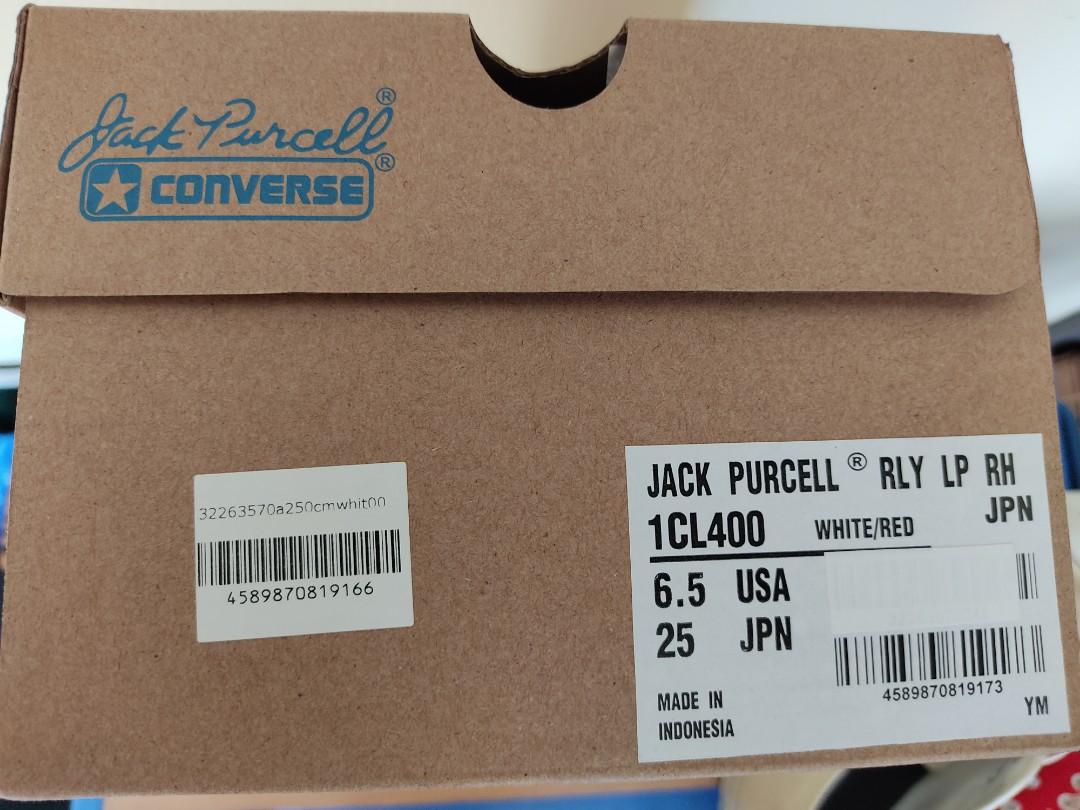 Jack Purcell®
CONVERSE®
32263570a250cmwhit00
4589870819166
JACK PURCELL® RLY LP RH
JPN
1CL400 WHITE/RED
6.5 USA
25 JPN
4589870819173
MADE IN
INDONESIA
YM